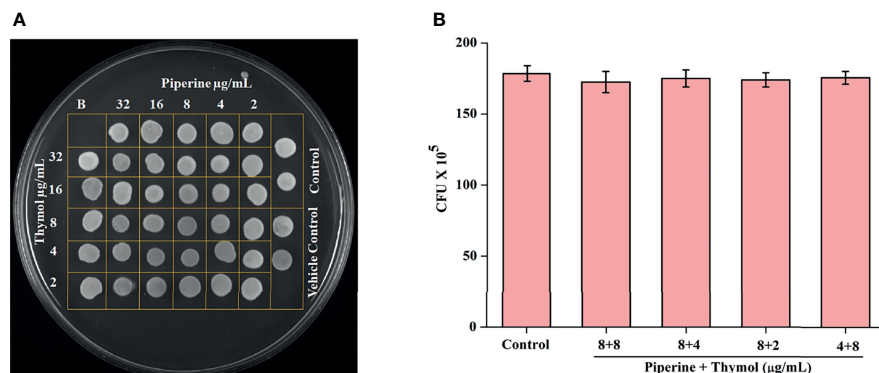 A
Piperine µg/mL
B 32 16 8 4 2
Thymol µg/mL
32
16
8
4
2
Control
Vehicle Control
B
CFU X 10⁵
200
150
100
50
0
Control 8+8 8+4 8+2 4+8
Piperine + Thymol (µg/mL)